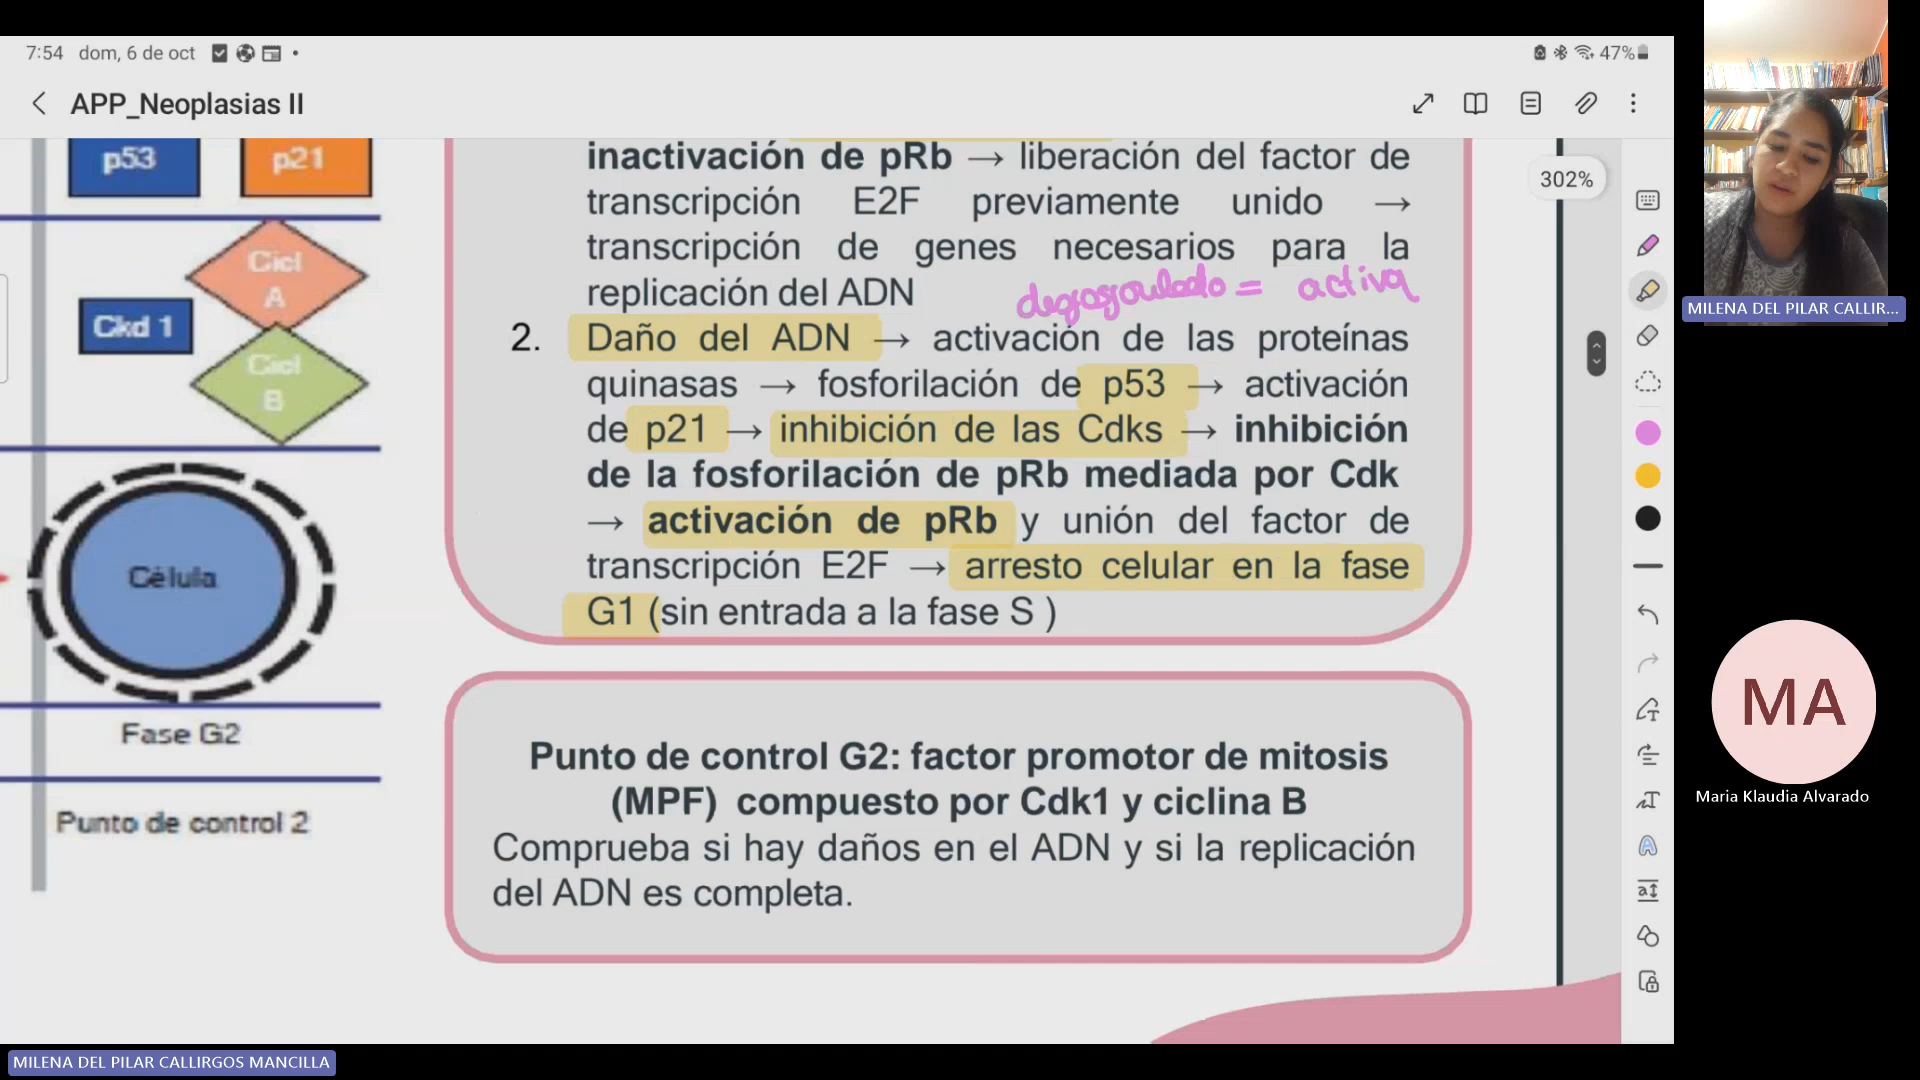 7:54 dom, 6 de oct
47%
APP_Neoplasias II
302%
p53
p21
Cicl
A
Ckd 1
Cicl
B
Célula
Fase G2
Punto de control 2
inactivación de pRb → liberación del factor de
transcripción E2F previamente unido →
transcripción de genes necesarios para la
replicación del ADN
desfosforulado = activa
2. Daño del ADN → activación de las proteínas
quinasas → fosforilación de p53 → activación
de p21 → inhibición de las Cdks → inhibición
de la fosforilación de pRb mediada por Cdk
→ activación de pRb y unión del factor de
transcripción E2F → arresto celular en la fase
G1 (sin entrada a la fase S )
Punto de control G2: factor promotor de mitosis
(MPF) compuesto por Cdk1 y ciclina B
Comprueba si hay daños en el ADN y si la replicación
del ADN es completa.
MILENA DEL PILAR CALLIR...
MA
Maria Klaudia Alvarado
MILENA DEL PILAR CALLIRGOS MANCILLA